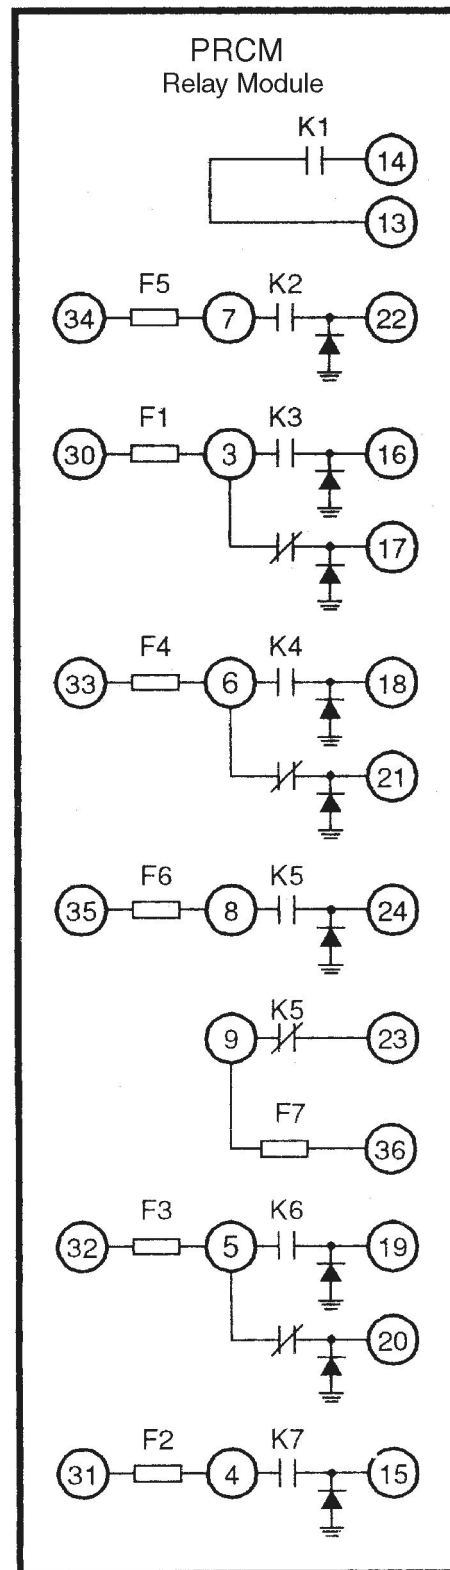 PRCM
Relay Module
K1
14
13
F5 K2
34 7 22
F1 K3
30 3 16
17
F4 K4
33 6 18
21
F6 K5
35 8 24
K5
9 23
F7
36
F3 K6
32 5 19
20
F2 K7
31 4 15